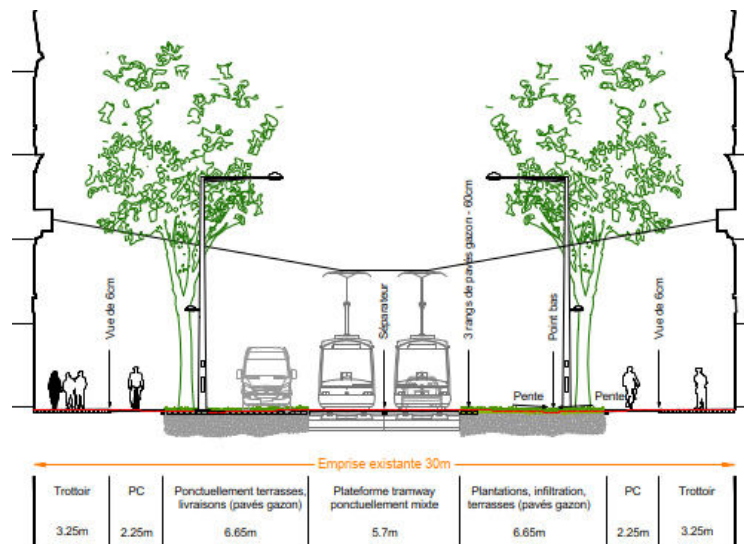 Vue de 6cm
Séparateur
3 rangs de pavés gazon - 60cm
Point bas
Vue de 6cm
Pente
Pente
Emprise existante 30m
Trottoir
3.25m
PC
2.25m
Ponctuellement terrasses,
livraisons (pavés gazon)
6.65m
Plateforme tramway
ponctuellement mixte
5.7m
Plantations, infiltration,
terrasses (pavés gazon)
6.65m
PC
2.25m
Trottoir
3.25m